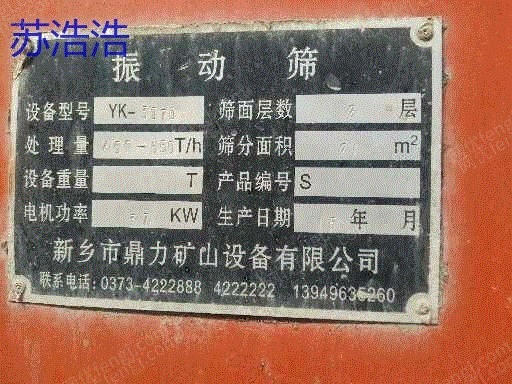 苏浩浩
振动筛
设备型号 YK- 筛面层数 层
处理量 T/h 筛分面积 m²
设备重量 T 产品编号 S
电机功率 37 KW 生产日期 年 月
新乡市鼎力矿山设备有限公司
联系电话:0373-4222888 4222222 13949635260